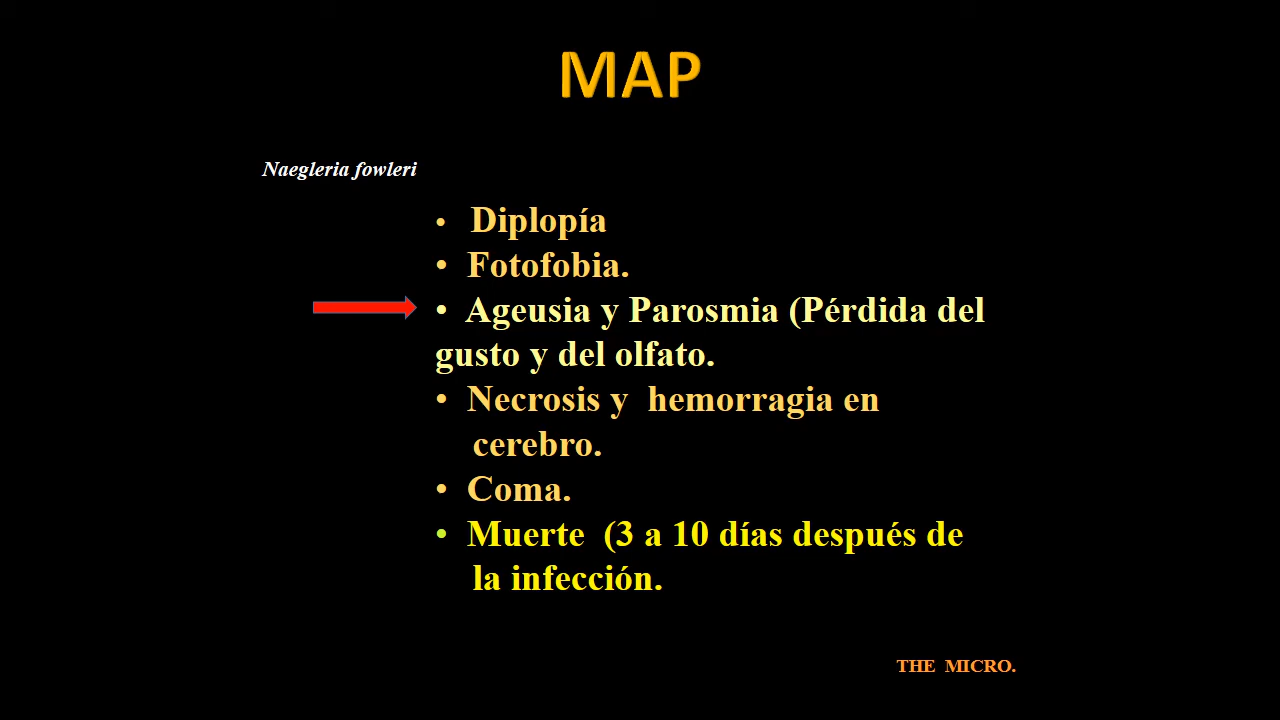 MAP
Naegleria fowleri
• Diplopía
• Fotofobia.
• Ageusia y Parosmia (Pérdida del
gusto y del olfato.
• Necrosis y hemorragia en
cerebro.
• Coma.
• Muerte (3 a 10 días después de
la infección.
THE MICRO.